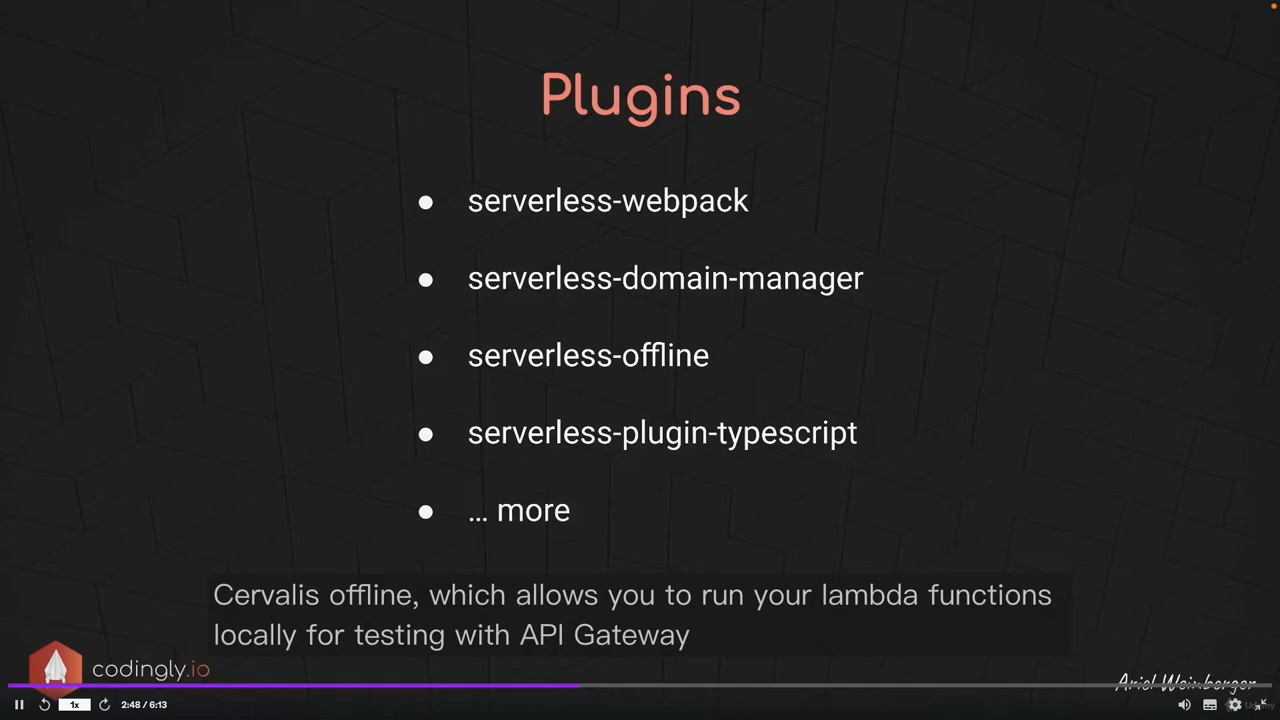 Plugins
● serverless-webpack
● serverless-domain-manager
● serverless-offline
● serverless-plugin-typescript
● ... more
Cervalis offline, which allows you to run your lambda functions
locally for testing with API Gateway
codingly.io
Ariel Weinberger
1x
2:48 / 6:13
Udemy